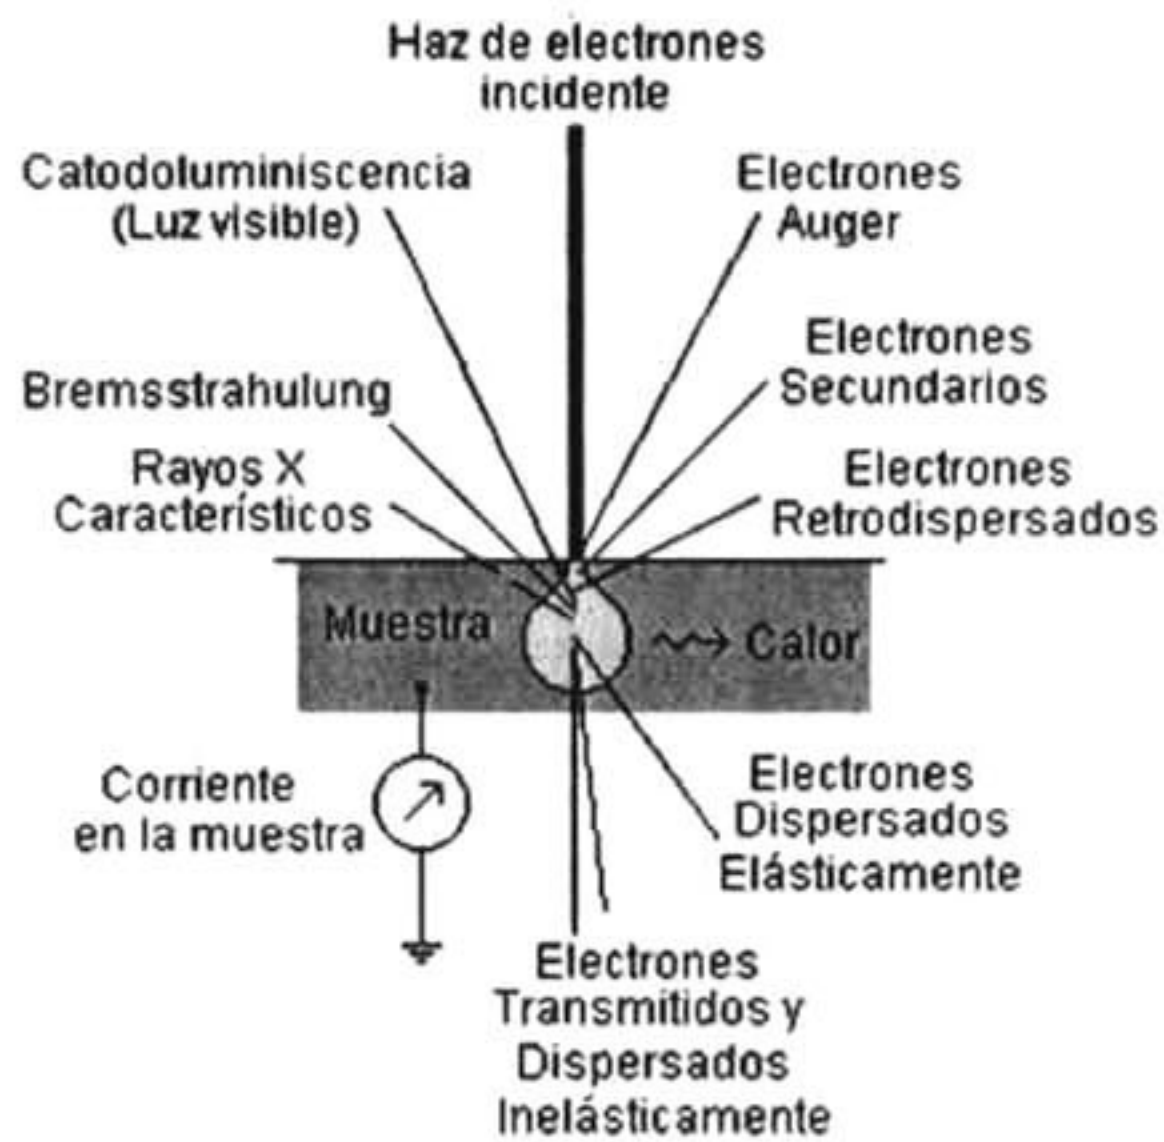 Haz de electrones
incidente
Catodoluminiscencia
(Luz visible)
Electrones
Auger
Electrones
Secundarios
Bremsstrahulung
Rayos X
Característicos
Electrones
Retrodispersados
Muestra
Calor
Corriente
en la muestra
Electrones
Dispersados
Elásticamente
Electrones
Transmitidos y
Dispersados
Inelásticamente